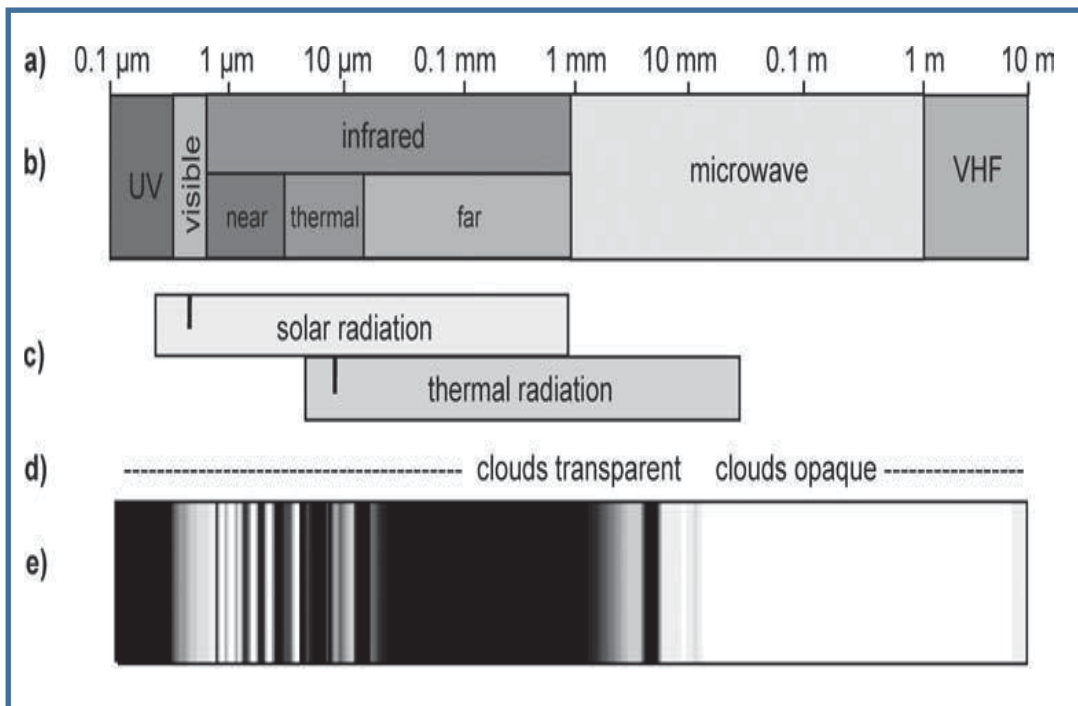 a) 0.1 µm 1 µm 10 µm 0.1 mm 1 mm 10 mm 0.1 m 1 m 10 m
b) UV visible infrared microwave VHF
near thermal far
c) solar radiation
thermal radiation
d) ---------------------------------- clouds transparent clouds opaque --------------
e)